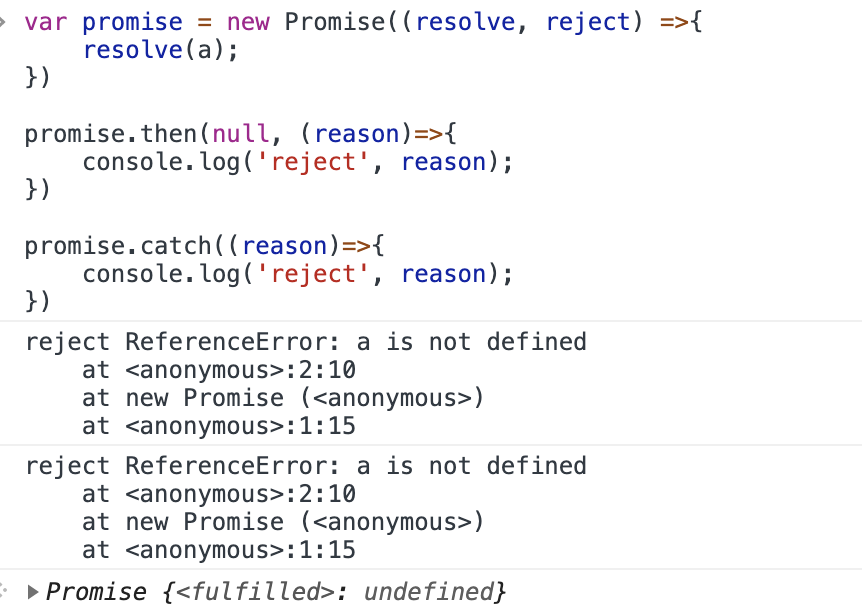 var promise = new Promise((resolve, reject) =>{
    resolve(a);
})

promise.then(null, (reason)=>{
    console.log('reject', reason);
})

promise.catch((reason)=>{
    console.log('reject', reason);
})
reject ReferenceError: a is not defined
    at <anonymous>:2:10
    at new Promise (<anonymous>)
    at <anonymous>:1:15
reject ReferenceError: a is not defined
    at <anonymous>:2:10
    at new Promise (<anonymous>)
    at <anonymous>:1:15
Promise {<fulfilled>: undefined}